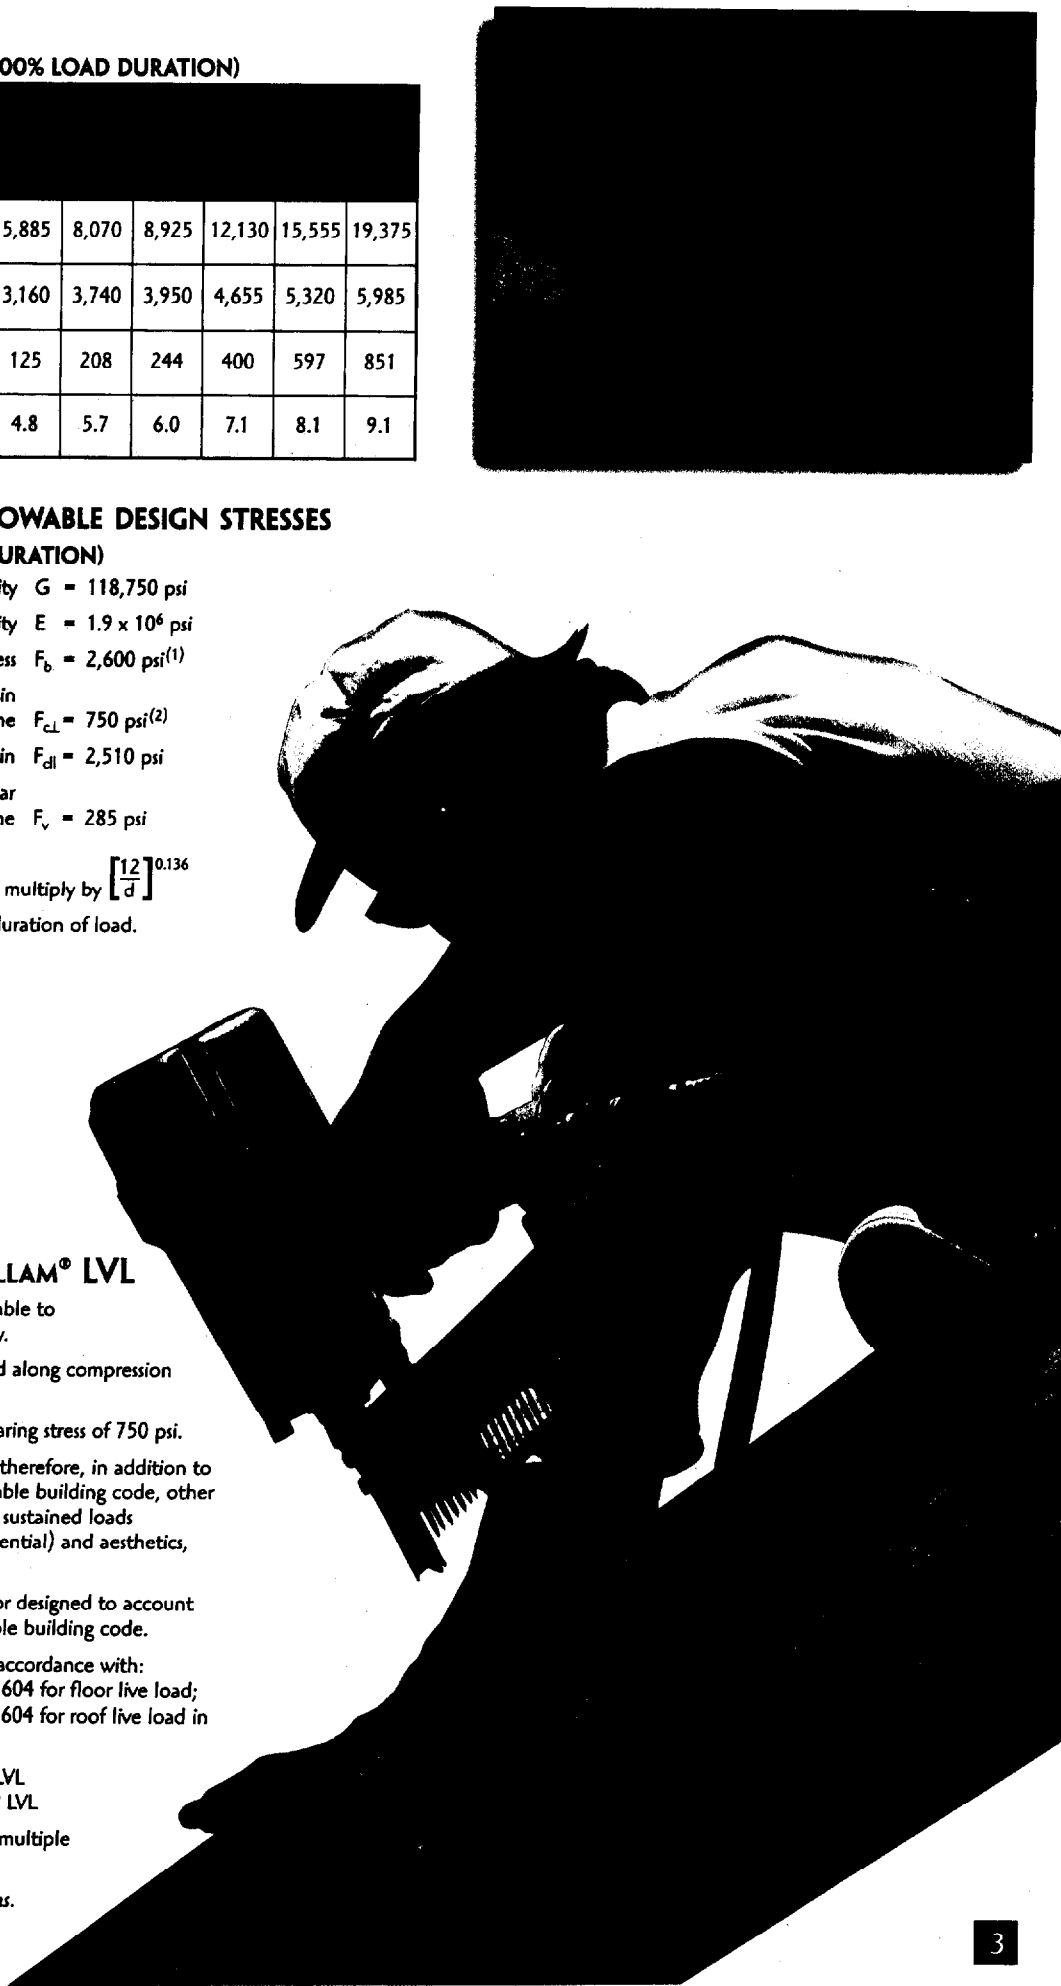 00% LOAD DURATION)
5,885 8,070 8,925 12,130 15,555 19,375
3,160 3,740 3,950 4,655 5,320 5,985
125 208 244 400 597 851
4.8 5.7 6.0 7.1 8.1 9.1
OWABLE DESIGN STRESSES
URATION)
ity G = 118,750 psi
ity E = 1.9 x 10⁶ psi
ess F_b = 2,600 psi⁽¹⁾
in
ne F_c⊥ = 750 psi⁽²⁾
in F_dl = 2,510 psi
ar
ne F_v = 285 psi
multiply by [12/d]^0.136
duration of load.
LLAM® LVL
able to
y.
d along compression
aring stress of 750 psi.
therefore, in addition to
able building code, other
sustained loads
ential) and aesthetics,
or designed to account
le building code.
accordance with:
604 for floor live load;
604 for roof live load in
LVL
LVL
multiple
ns.
3